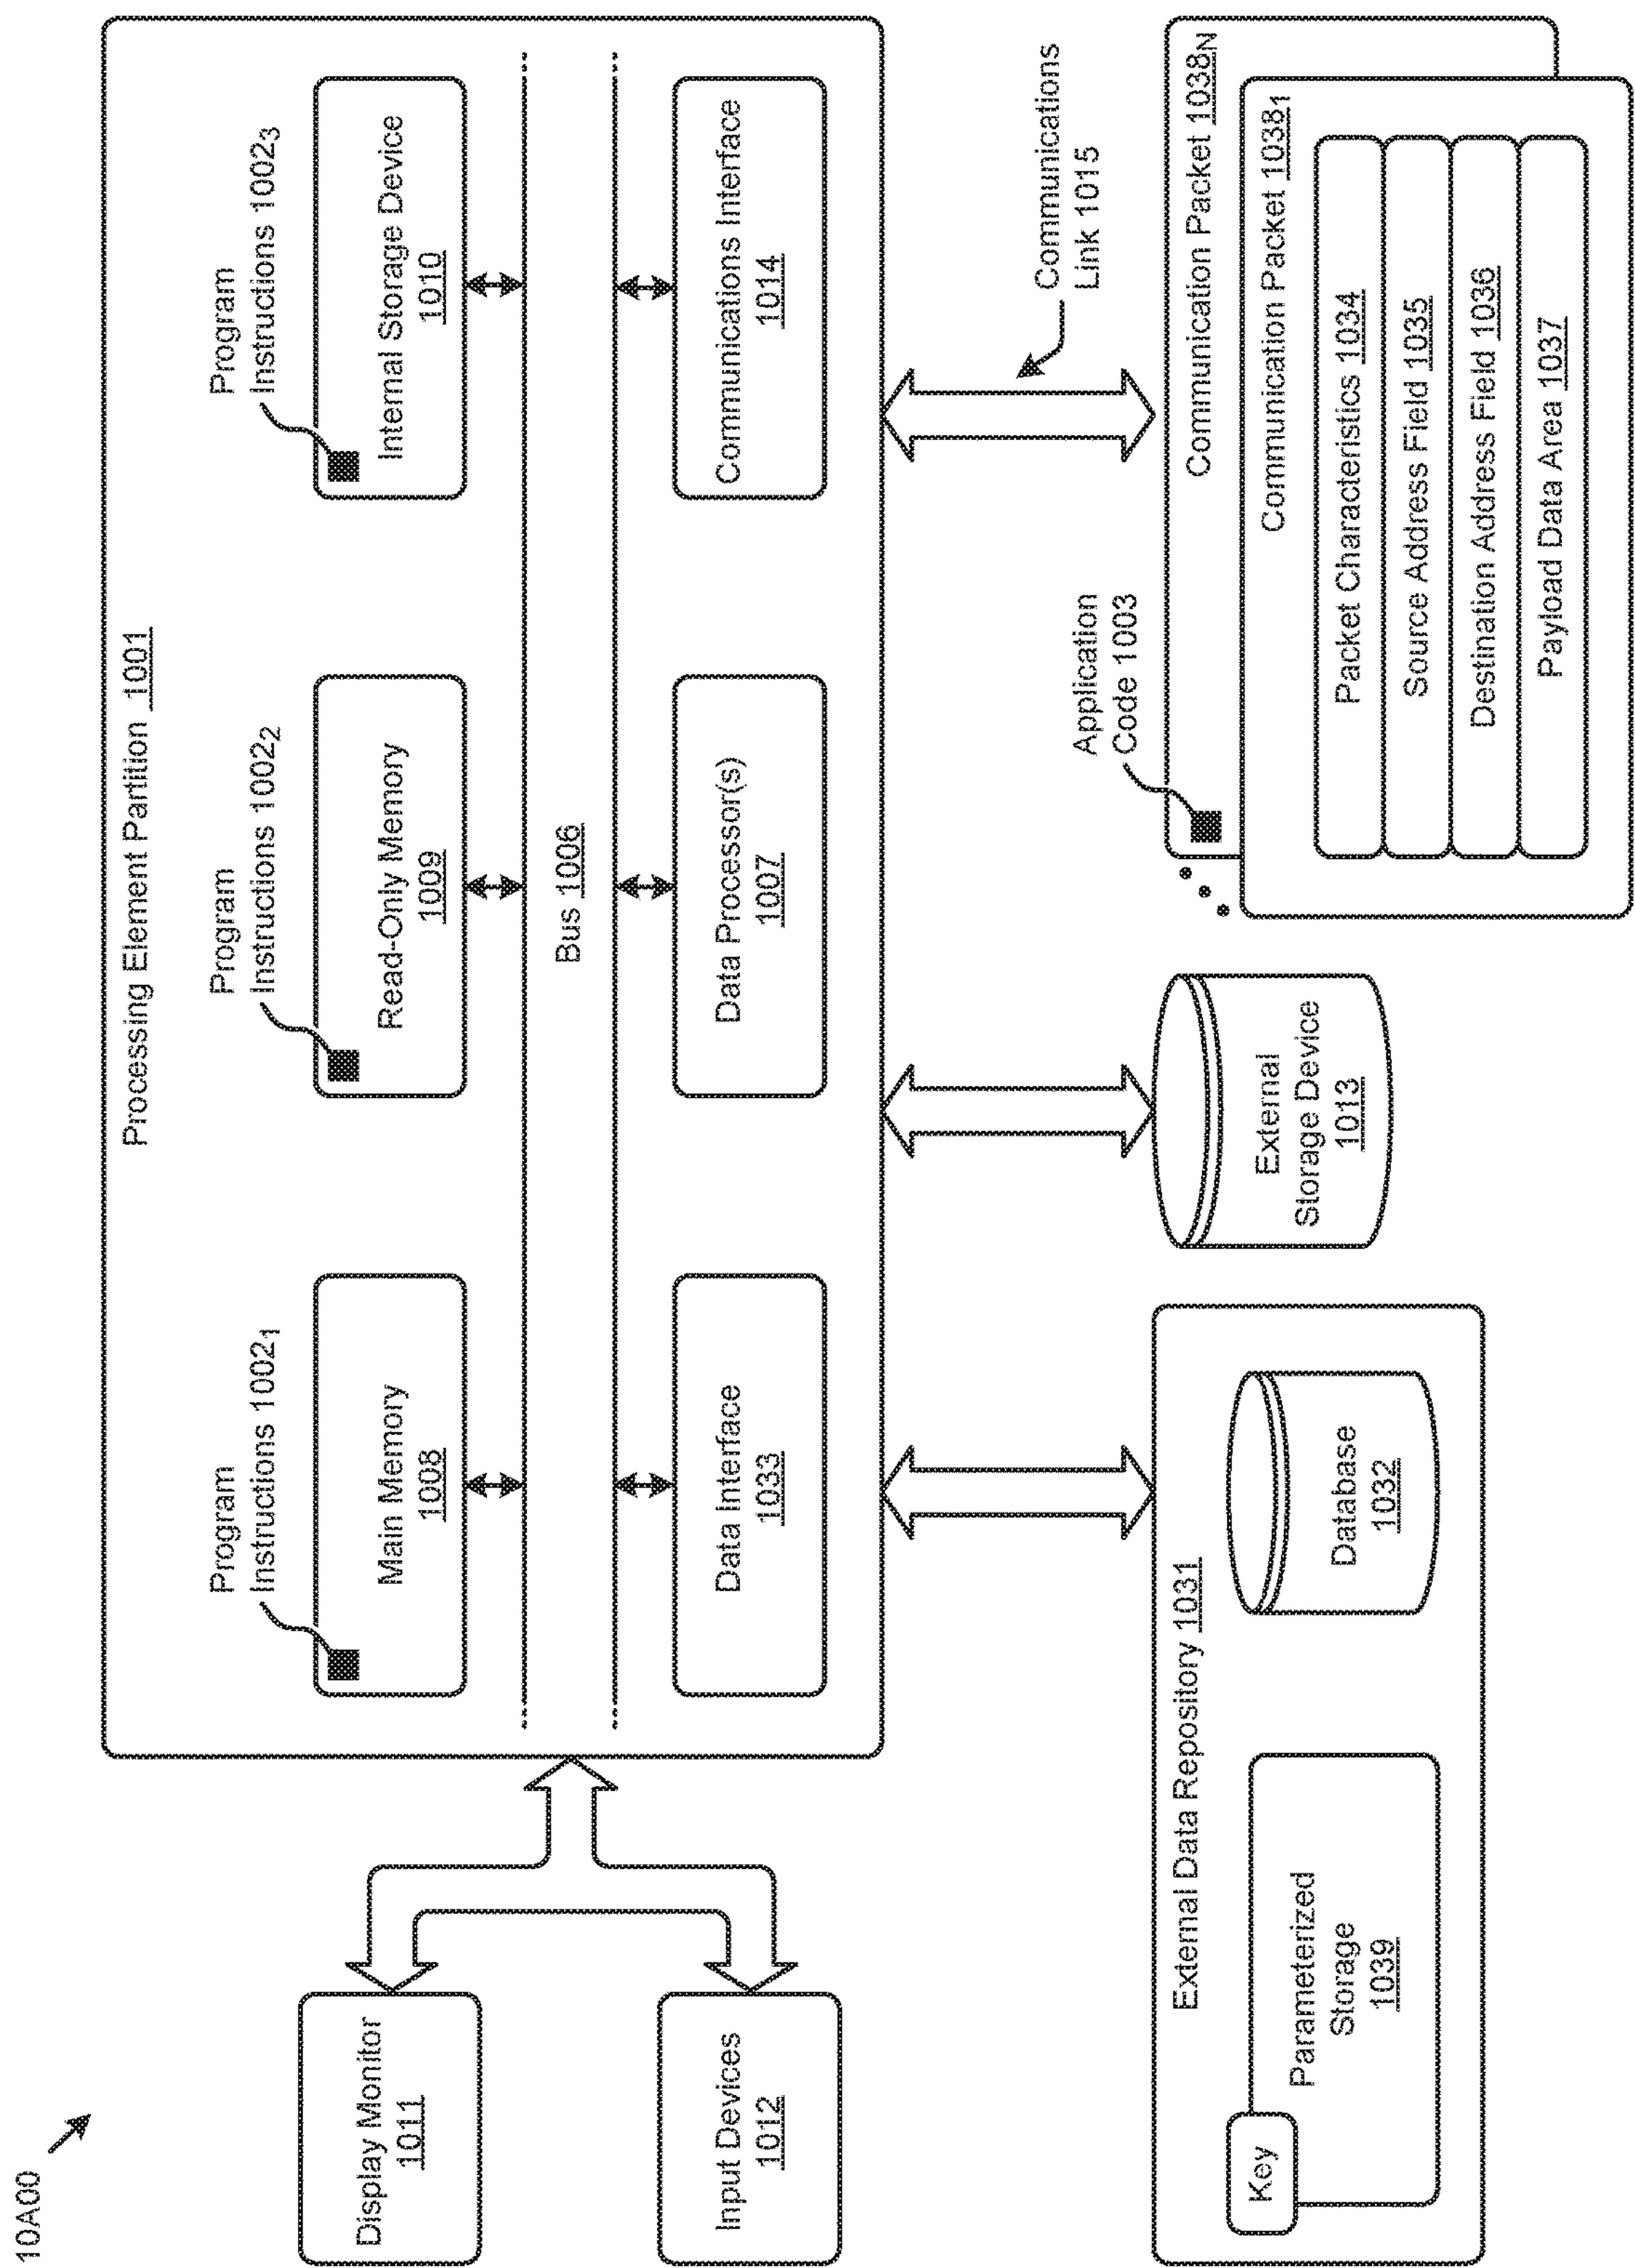 10A00
Processing Element Partition 1001
Program
Instructions 1002₁
Program
Instructions 1002₂
Program
Instructions 1002₃
Display Monitor
1011
Main Memory
1008
Read-Only Memory
1009
Internal Storage Device
1010
Bus 1006
Input Devices
1012
Data Interface
1033
Data Processor(s)
1007
Communications Interface
1014
Communications
Link 1015
External Data Repository 1031
Key
Parameterized
Storage
1039
Database
1032
External
Storage Device
1013
Application
Code 1003
Communication Packet 1038N
Communication Packet 1038₁
Packet Characteristics 1034
Source Address Field 1035
Destination Address Field 1036
Payload Data Area 1037